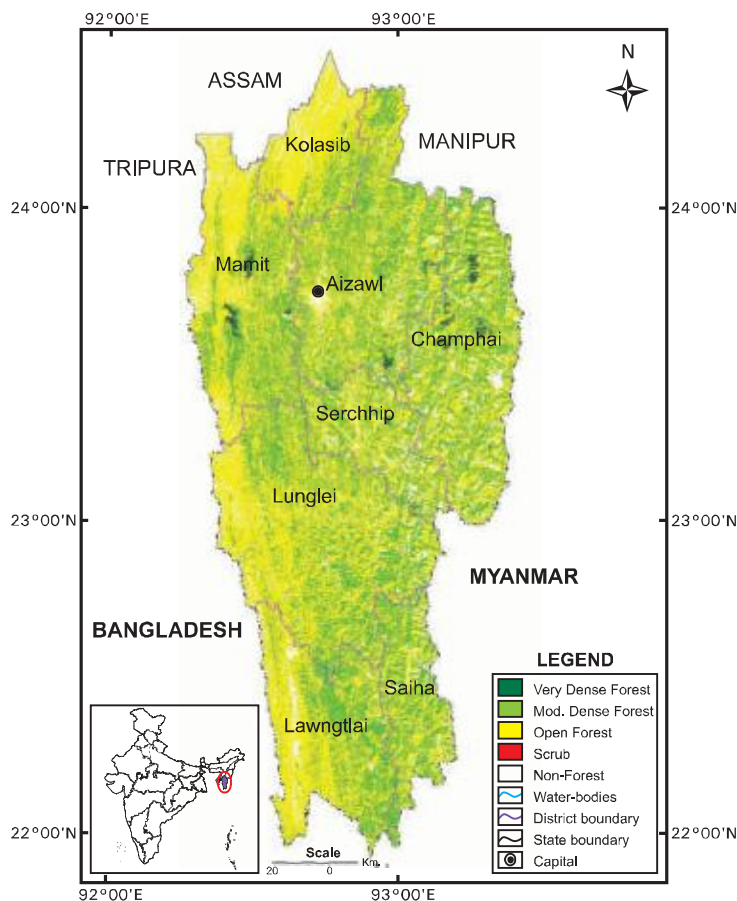 92°00'E
93°00'E
ASSAM
N
Kolasib
MANIPUR
TRIPURA
24°00'N
24°00'N
Mamit
Aizawl
Champhai
Serchhip
Lunglei
23°00'N
23°00'N
MYANMAR
BANGLADESH
LEGEND
Saiha
Very Dense Forest
Mod. Dense Forest
Lawngtlai
Open Forest
Scrub
Non-Forest
Water-bodies
District boundary
22°00'N
22°00'N
State boundary
Scale
Capital
20 0 Km.
92°00'E
93°00'E